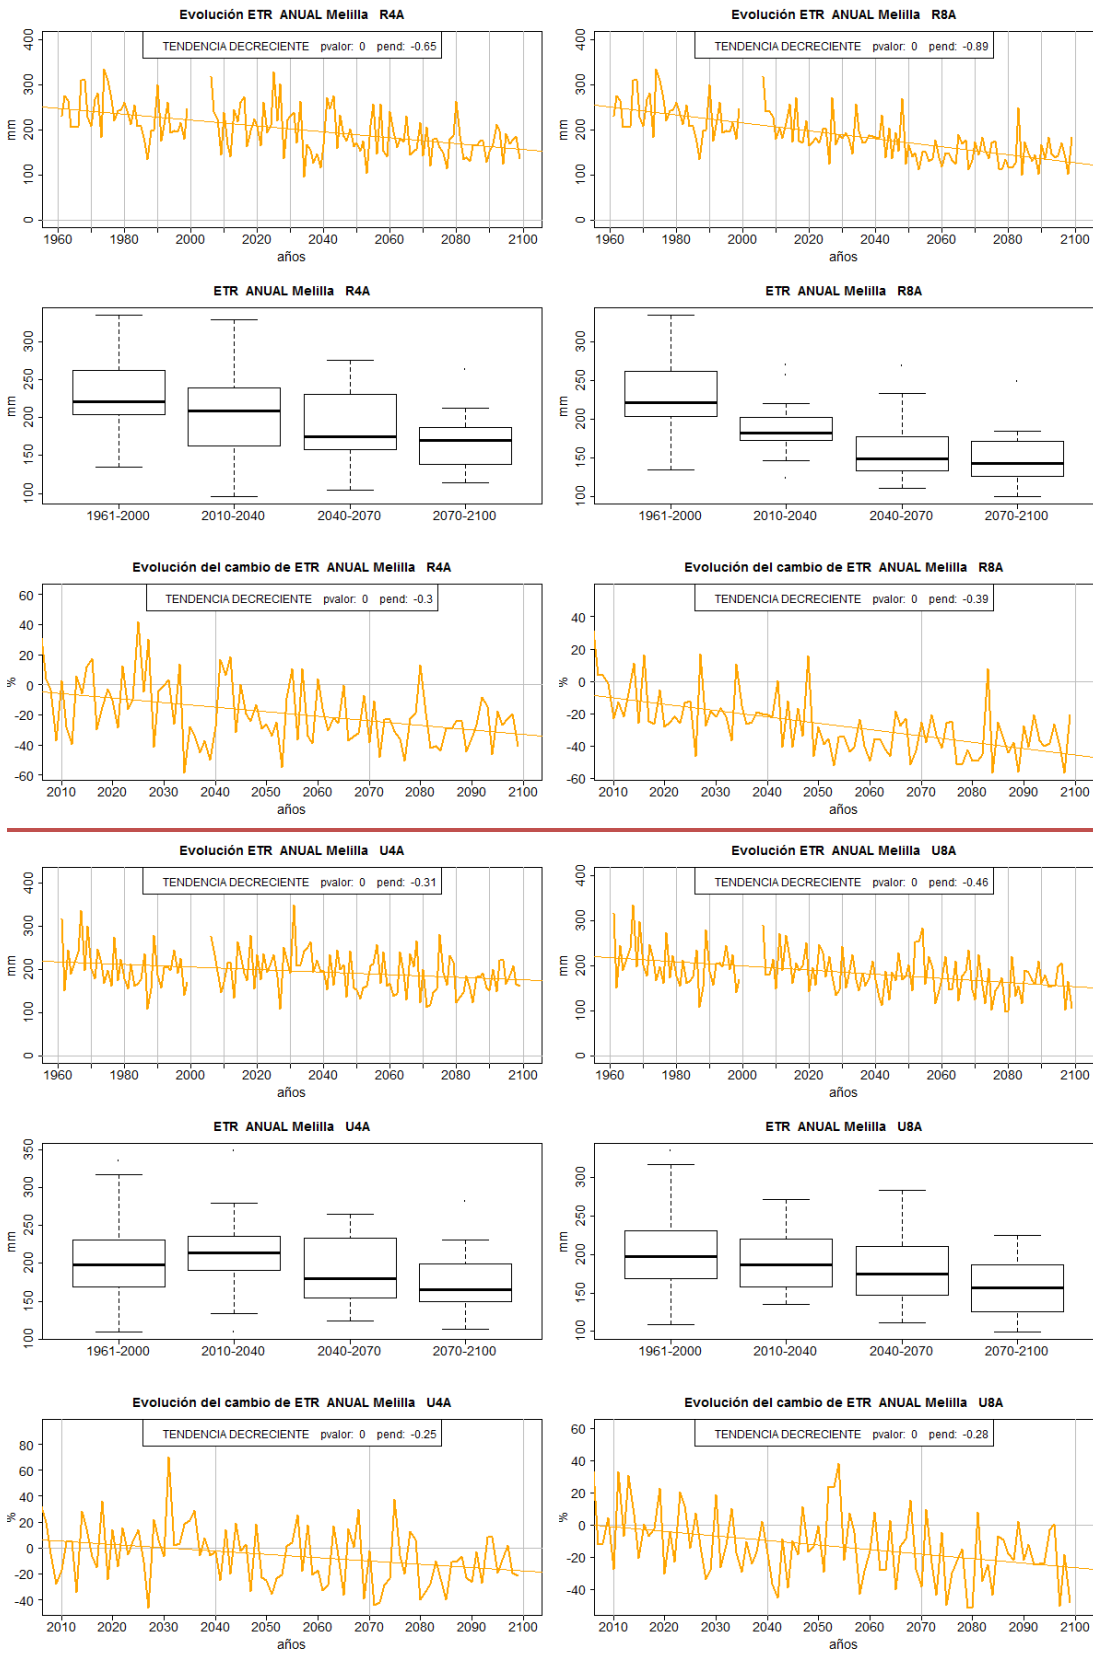 Evolución ETR ANUAL Melilla R4A
TENDENCIA DECRECIENTE pvalor: 0 pend: -0.65
mm
400
300
200
100
0
1960 1980 2000 2020 2040 2060 2080 2100
años
Evolución ETR ANUAL Melilla R8A
TENDENCIA DECRECIENTE pvalor: 0 pend: -0.89
mm
400
300
200
100
0
1960 1980 2000 2020 2040 2060 2080 2100
años
ETR ANUAL Melilla R4A
mm
300
250
200
150
100
1961-2000 2010-2040 2040-2070 2070-2100
ETR ANUAL Melilla R8A
mm
300
250
200
150
100
1961-2000 2010-2040 2040-2070 2070-2100
Evolución del cambio de ETR ANUAL Melilla R4A
TENDENCIA DECRECIENTE pvalor: 0 pend: -0.3
%
60
40
20
0
-20
-40
-60
2010 2020 2030 2040 2050 2060 2070 2080 2090 2100
años
Evolución del cambio de ETR ANUAL Melilla R8A
TENDENCIA DECRECIENTE pvalor: 0 pend: -0.39
%
40
20
0
-20
-40
-60
2010 2020 2030 2040 2050 2060 2070 2080 2090 2100
años
Evolución ETR ANUAL Melilla U4A
TENDENCIA DECRECIENTE pvalor: 0 pend: -0.31
mm
400
300
200
100
0
1960 1980 2000 2020 2040 2060 2080 2100
años
Evolución ETR ANUAL Melilla U8A
TENDENCIA DECRECIENTE pvalor: 0 pend: -0.46
mm
400
300
200
100
0
1960 1980 2000 2020 2040 2060 2080 2100
años
ETR ANUAL Melilla U4A
mm
350
300
250
200
150
100
1961-2000 2010-2040 2040-2070 2070-2100
ETR ANUAL Melilla U8A
mm
300
250
200
150
100
1961-2000 2010-2040 2040-2070 2070-2100
Evolución del cambio de ETR ANUAL Melilla U4A
TENDENCIA DECRECIENTE pvalor: 0 pend: -0.25
%
80
60
40
20
0
-20
-40
2010 2020 2030 2040 2050 2060 2070 2080 2090 2100
años
Evolución del cambio de ETR ANUAL Melilla U8A
TENDENCIA DECRECIENTE pvalor: 0 pend: -0.28
%
60
40
20
0
-20
-40
2010 2020 2030 2040 2050 2060 2070 2080 2090 2100
años